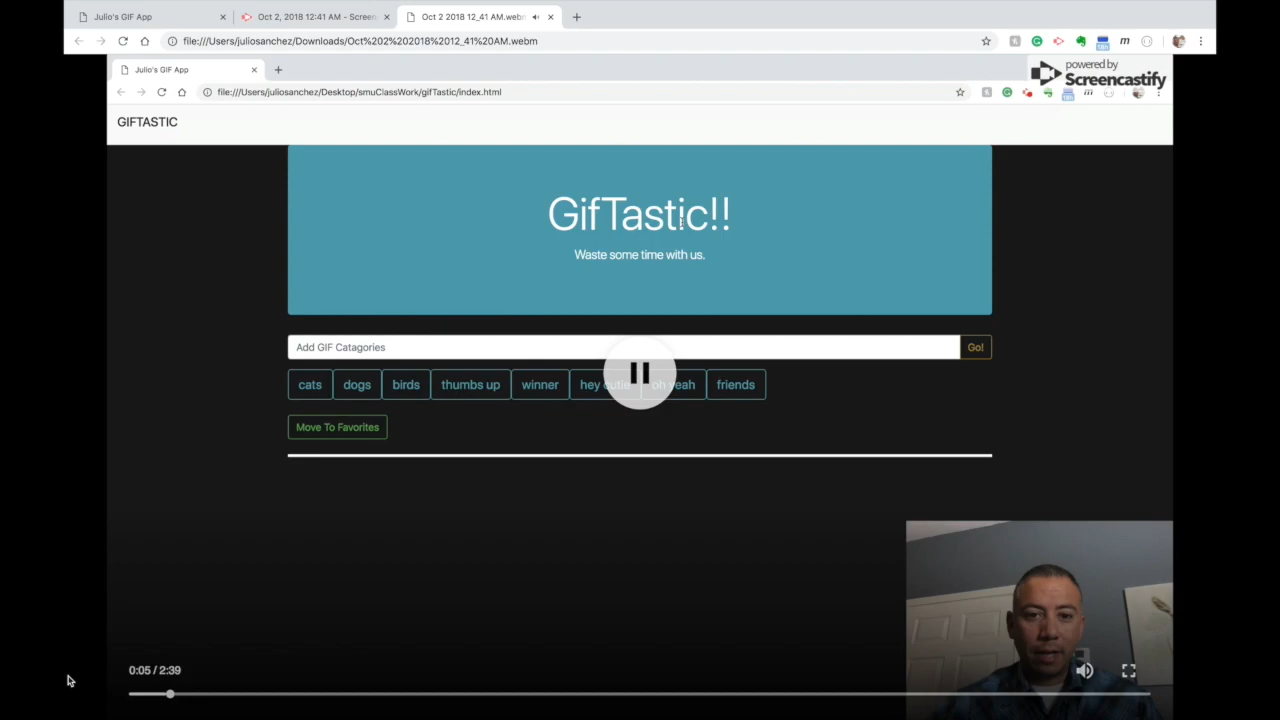 Julio's GIF App
Oct 2, 2018 12:41 AM - Screen
Oct 2 2018 12_41 AM.webm
file:///Users/juliosanchez/Downloads/Oct%202%202018%2012_41%20AM.webm
Julio's GIF App
powered by
Screencastify
file:///Users/juliosanchez/Desktop/smuClassWork/gifTastic/index.html
GIFTASTIC
GifTastic!!
Waste some time with us.
Add GIF Catagories
Go!
cats dogs birds thumbs up winner hey cutie oh yeah friends
Move To Favorites
0:05 / 2:39